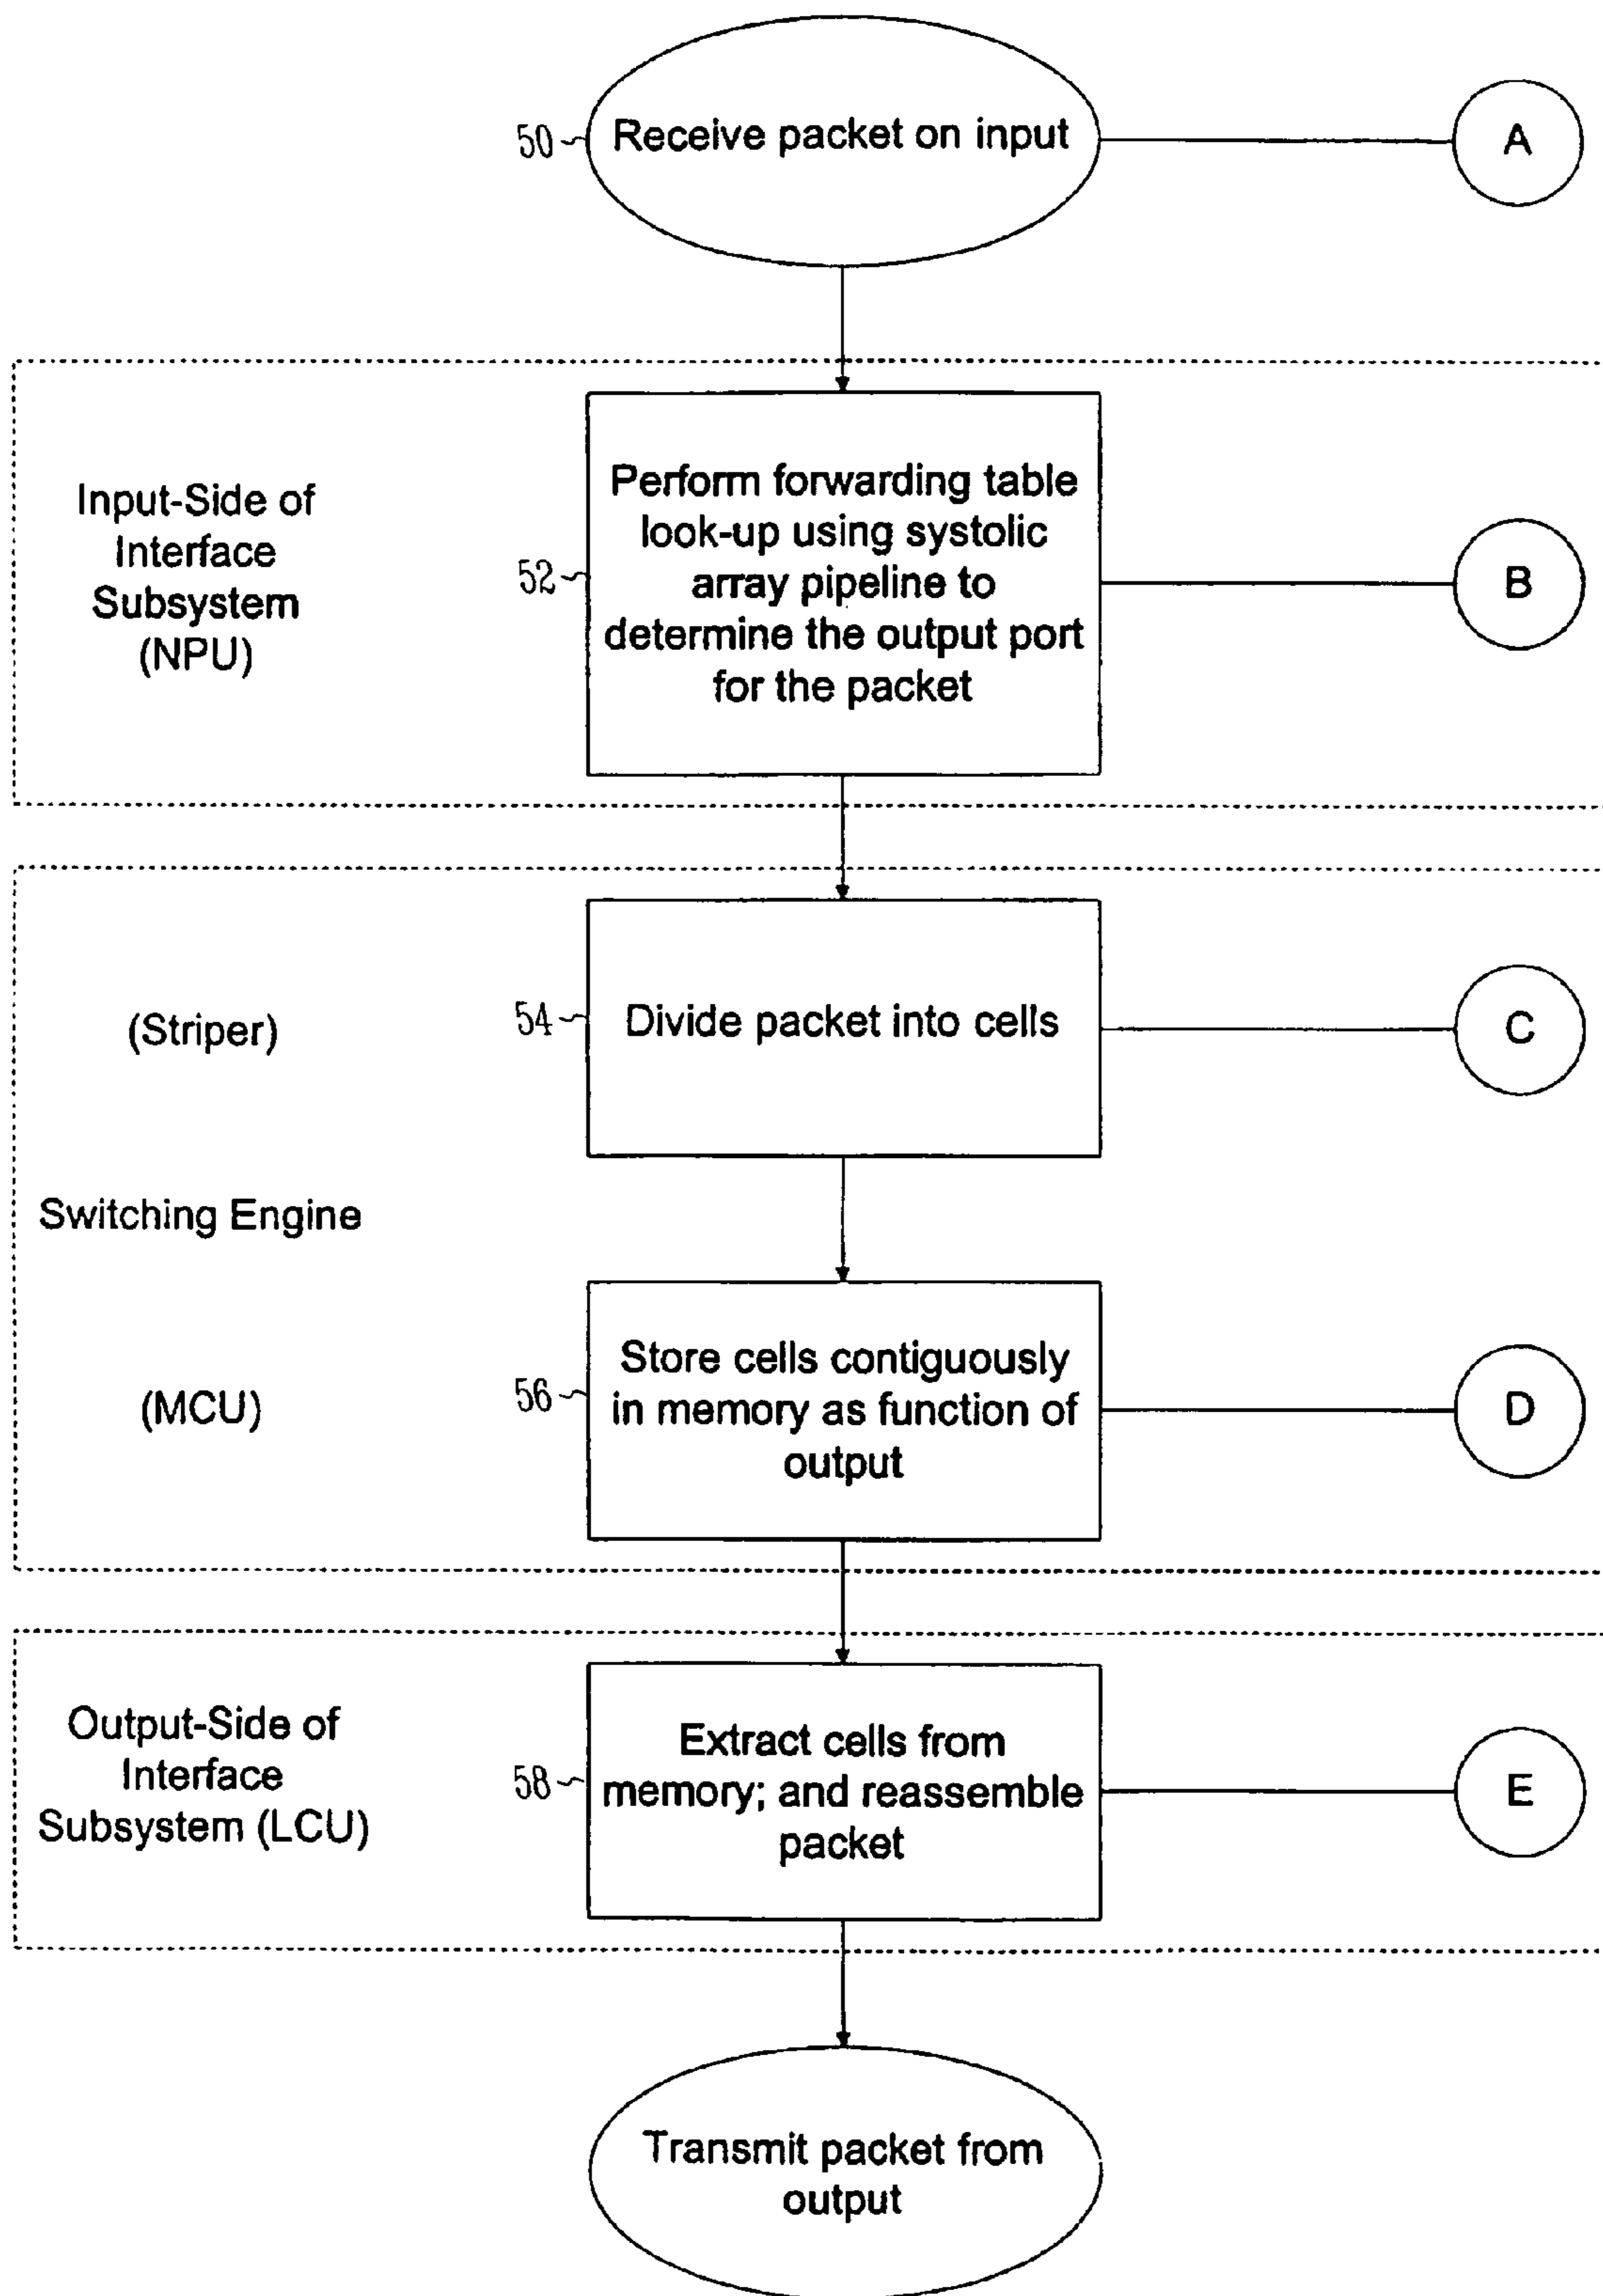 50
Receive packet on input
A
Input-Side of
Interface
Subsystem
(NPU)
52
Perform forwarding table
look-up using systolic
array pipeline to
determine the output port
for the packet
B
(Striper)
54
Divide packet into cells
C
Switching Engine
(MCU)
56
Store cells contiguously
in memory as function of
output
D
Output-Side of
Interface
Subsystem (LCU)
58
Extract cells from
memory; and reassemble
packet
E
Transmit packet from
output